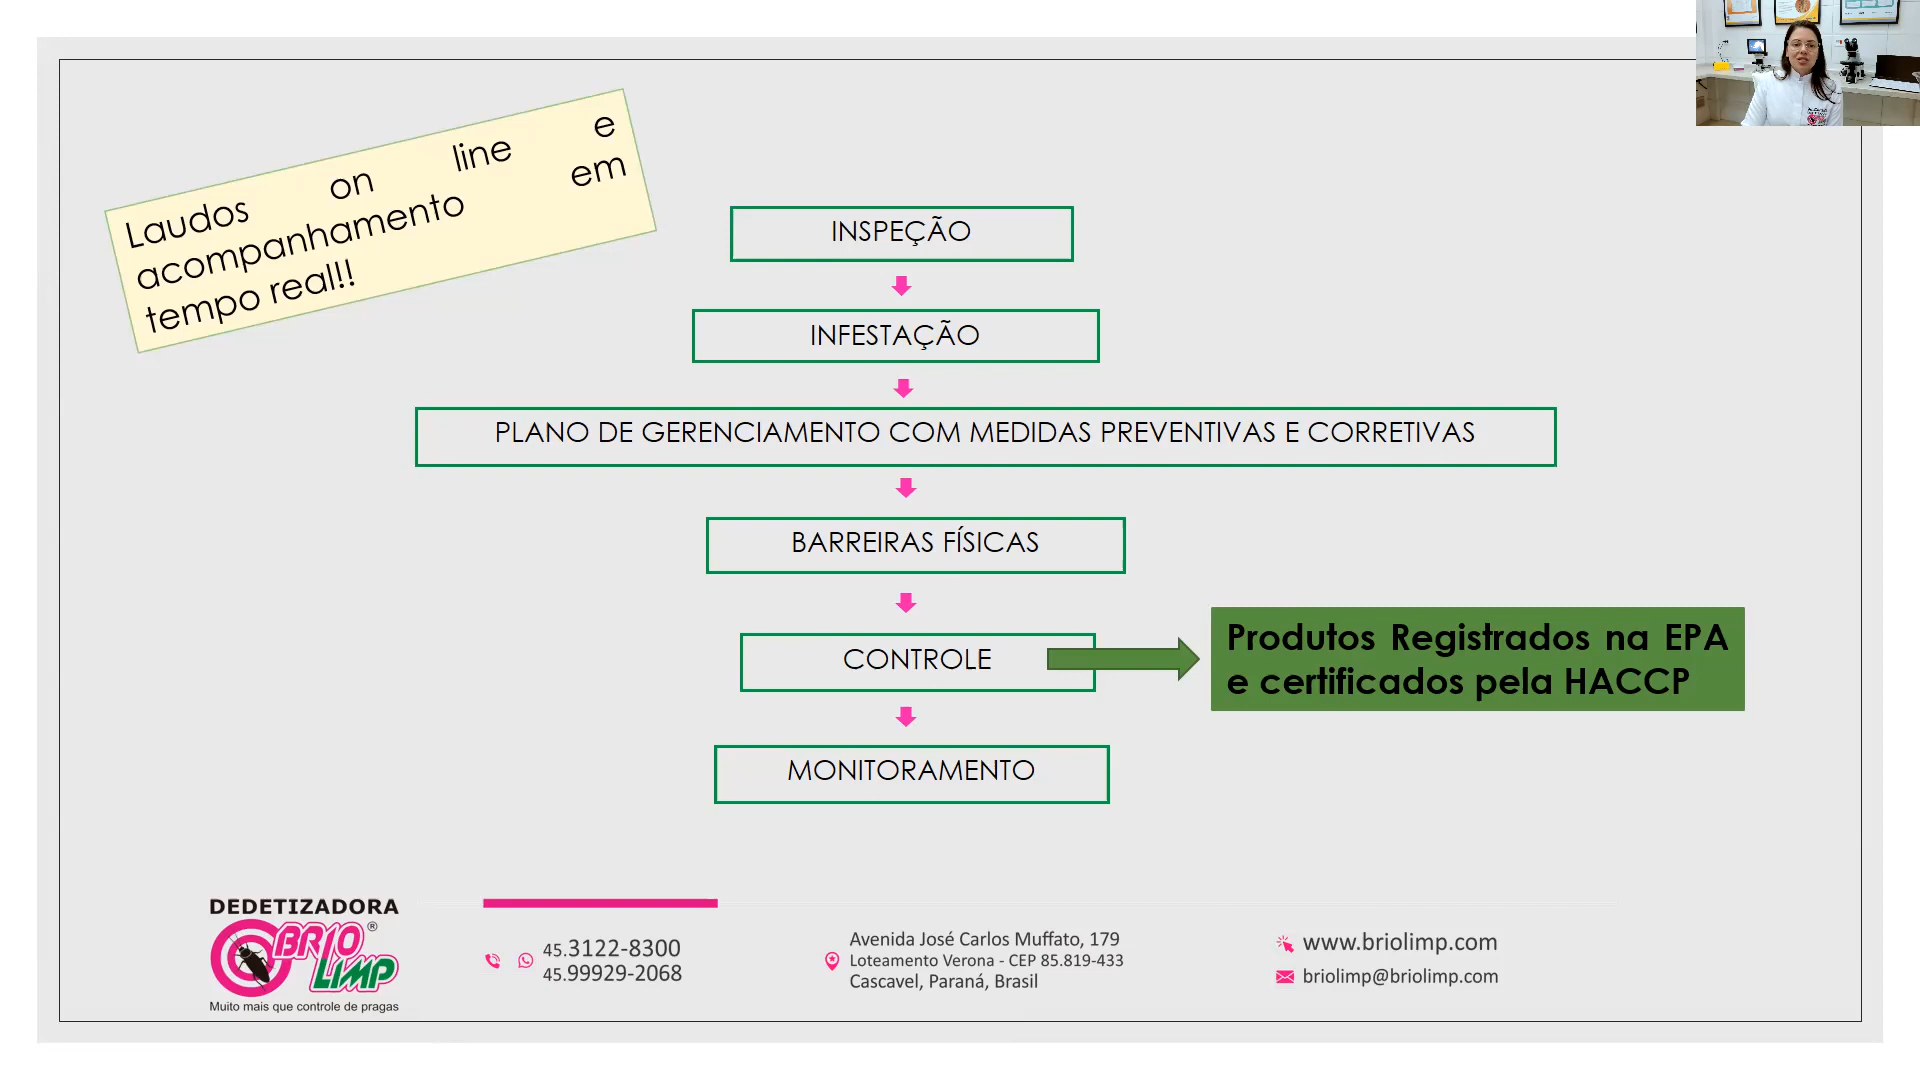 Laudos on line e
acompanhamento em
tempo real!!
INSPEÇÃO
INFESTAÇÃO
PLANO DE GERENCIAMENTO COM MEDIDAS PREVENTIVAS E CORRETIVAS
BARREIRAS FÍSICAS
CONTROLE
Produtos Registrados na EPA
e certificados pela HACCP
MONITORAMENTO
DEDETIZADORA
BRIO ®
LIMP
Muito mais que controle de pragas
45.3122-8300
45.99929-2068
Avenida José Carlos Muffato, 179
Loteamento Verona - CEP 85.819-433
Cascavel, Paraná, Brasil
www.briolimp.com
briolimp@briolimp.com